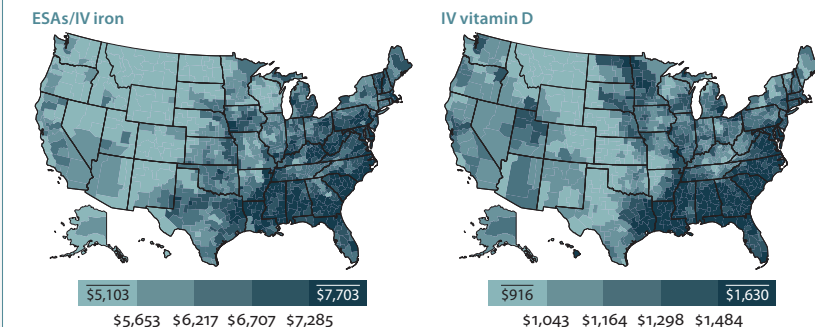 ESAs/IV iron
$5,103 $7,703
$5,653 $6,217 $6,707 $7,285
IV vitamin D
$916 $1,630
$1,043 $1,164 $1,298 $1,484